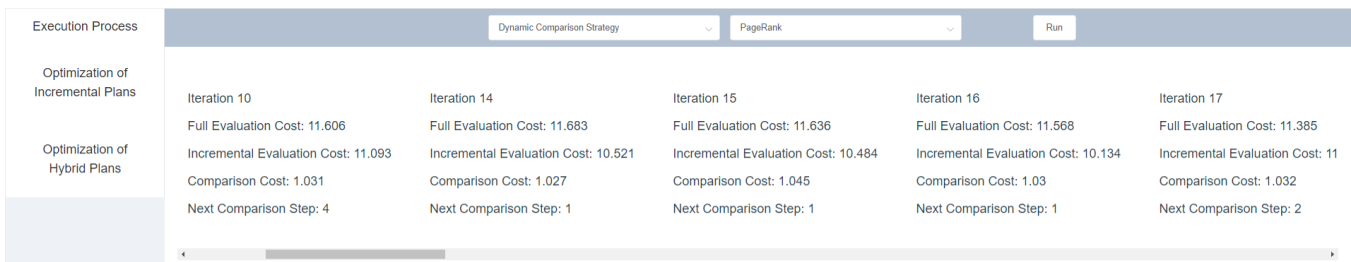 Execution Process
Dynamic Comparison Strategy
PageRank
Run
Optimization of
Incremental Plans
Optimization of
Hybrid Plans
Iteration 10
Full Evaluation Cost: 11.606
Incremental Evaluation Cost: 11.093
Comparison Cost: 1.031
Next Comparison Step: 4
Iteration 14
Full Evaluation Cost: 11.683
Incremental Evaluation Cost: 10.521
Comparison Cost: 1.027
Next Comparison Step: 1
Iteration 15
Full Evaluation Cost: 11.636
Incremental Evaluation Cost: 10.484
Comparison Cost: 1.045
Next Comparison Step: 1
Iteration 16
Full Evaluation Cost: 11.568
Incremental Evaluation Cost: 10.134
Comparison Cost: 1.03
Next Comparison Step: 1
Iteration 17
Full Evaluation Cost: 11.385
Incremental Evaluation Cost: 11
Comparison Cost: 1.032
Next Comparison Step: 2